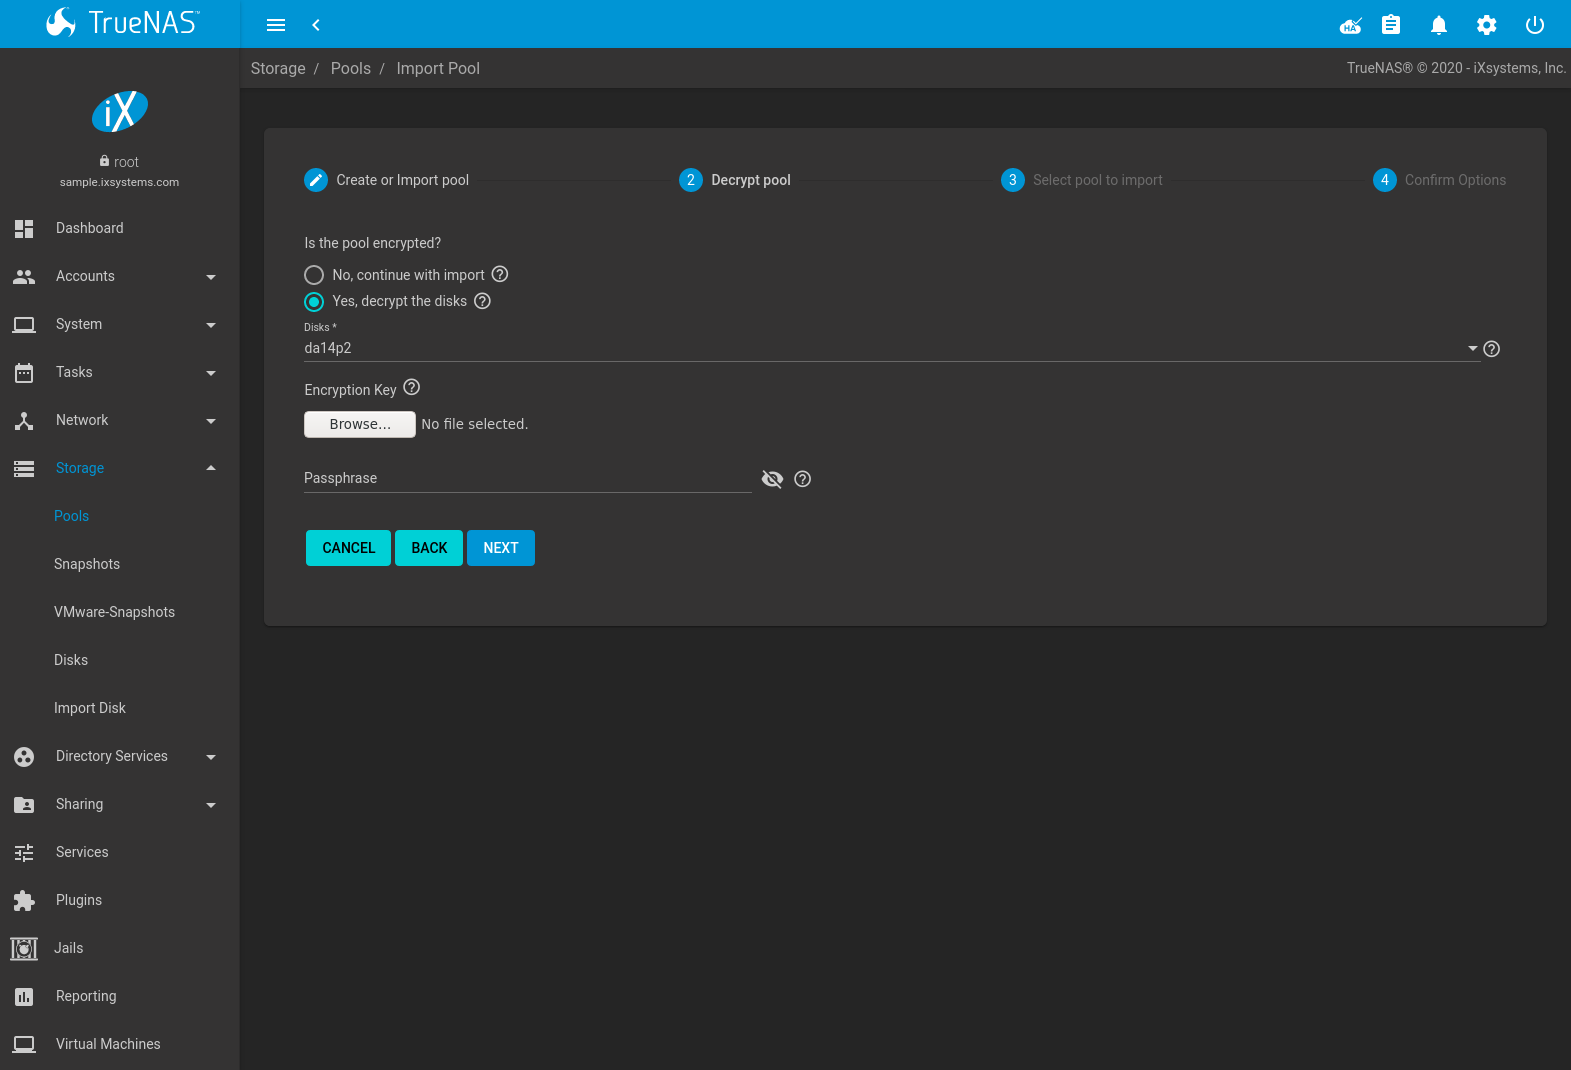 TrueNAS™
HA
Storage / Pools / Import Pool
TrueNAS® © 2020 - iXsystems, Inc.
iX
root
sample.ixsystems.com
Dashboard
Accounts
System
Tasks
Network
Storage
Pools
Snapshots
VMware-Snapshots
Disks
Import Disk
Directory Services
Sharing
Services
Plugins
Jails
Reporting
Virtual Machines
Create or Import pool
2 Decrypt pool
3 Select pool to import
4 Confirm Options
Is the pool encrypted?
No, continue with import ?
Yes, decrypt the disks ?
Disks *
da14p2 ?
Encryption Key ?
Browse... No file selected.
Passphrase ?
CANCEL BACK NEXT